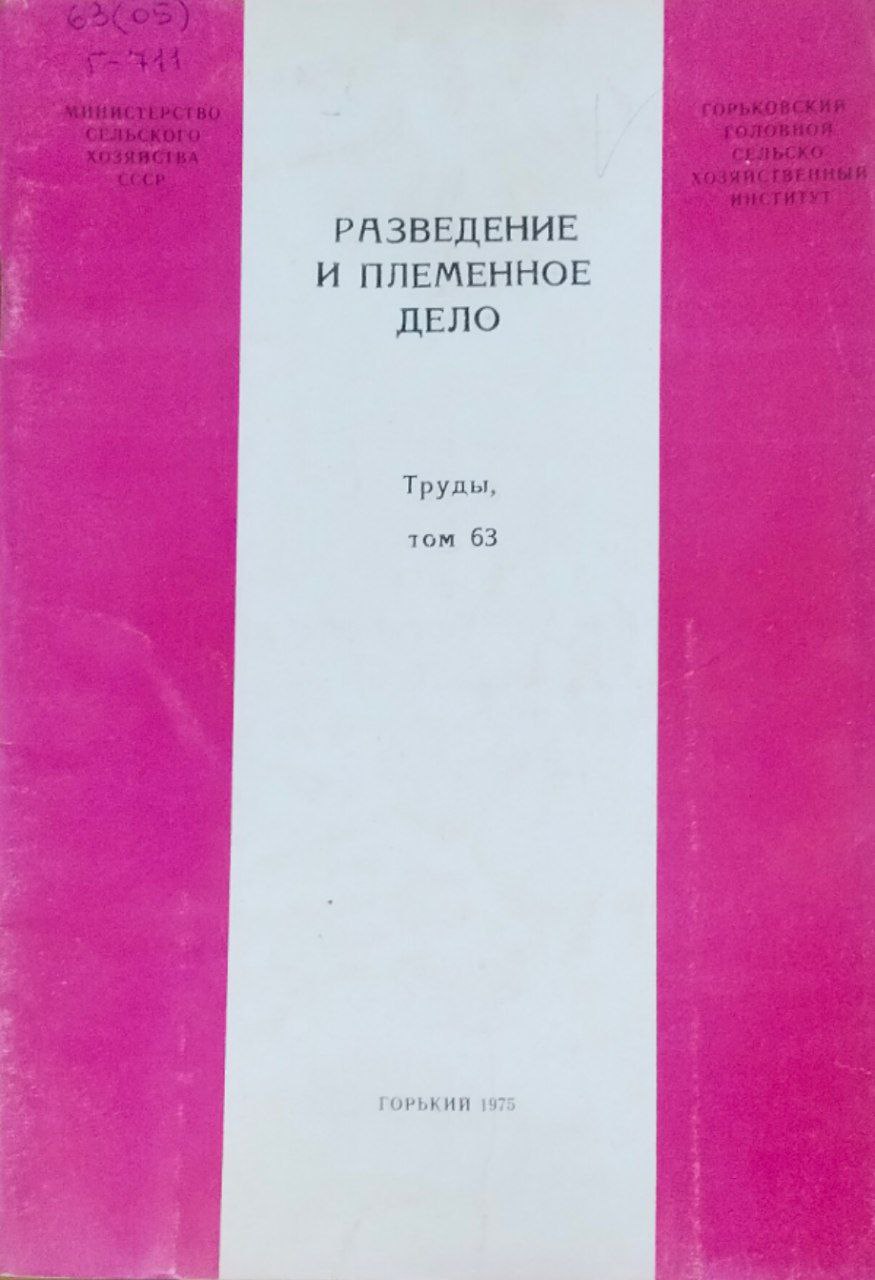 63(05)
Г-711
МИНИСТЕРСТВО
СЕЛЬСКОГО
ХОЗЯЙСТВА
СССР
ГОРЬКОВСКИЙ
ГОЛОВНОЙ
СЕЛЬСКО
ХОЗЯЙСТВЕННЫЙ
ИНСТИТУТ
РАЗВЕДЕНИЕ
И ПЛЕМЕННОЕ
ДЕЛО
Труды,
том 63
ГОРЬКИЙ 1975